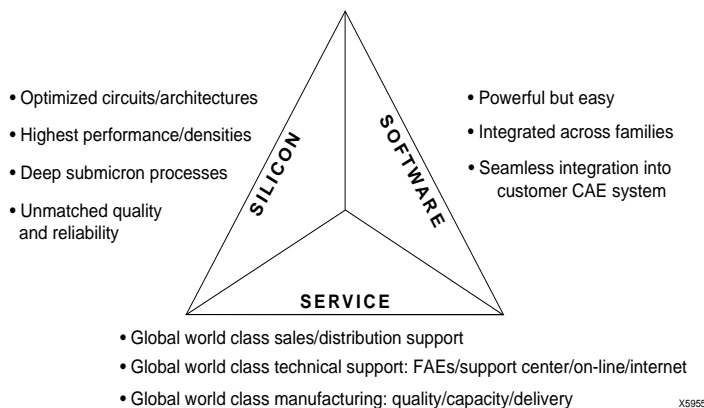 • Optimized circuits/architectures
• Highest performance/densities
• Deep submicron processes
• Unmatched quality
and reliability
SILICON
SOFTWARE
• Powerful but easy
• Integrated across families
• Seamless integration into
customer CAE system
SERVICE
• Global world class sales/distribution support
• Global world class technical support: FAEs/support center/on-line/internet
• Global world class manufacturing: quality/capacity/delivery
X5955